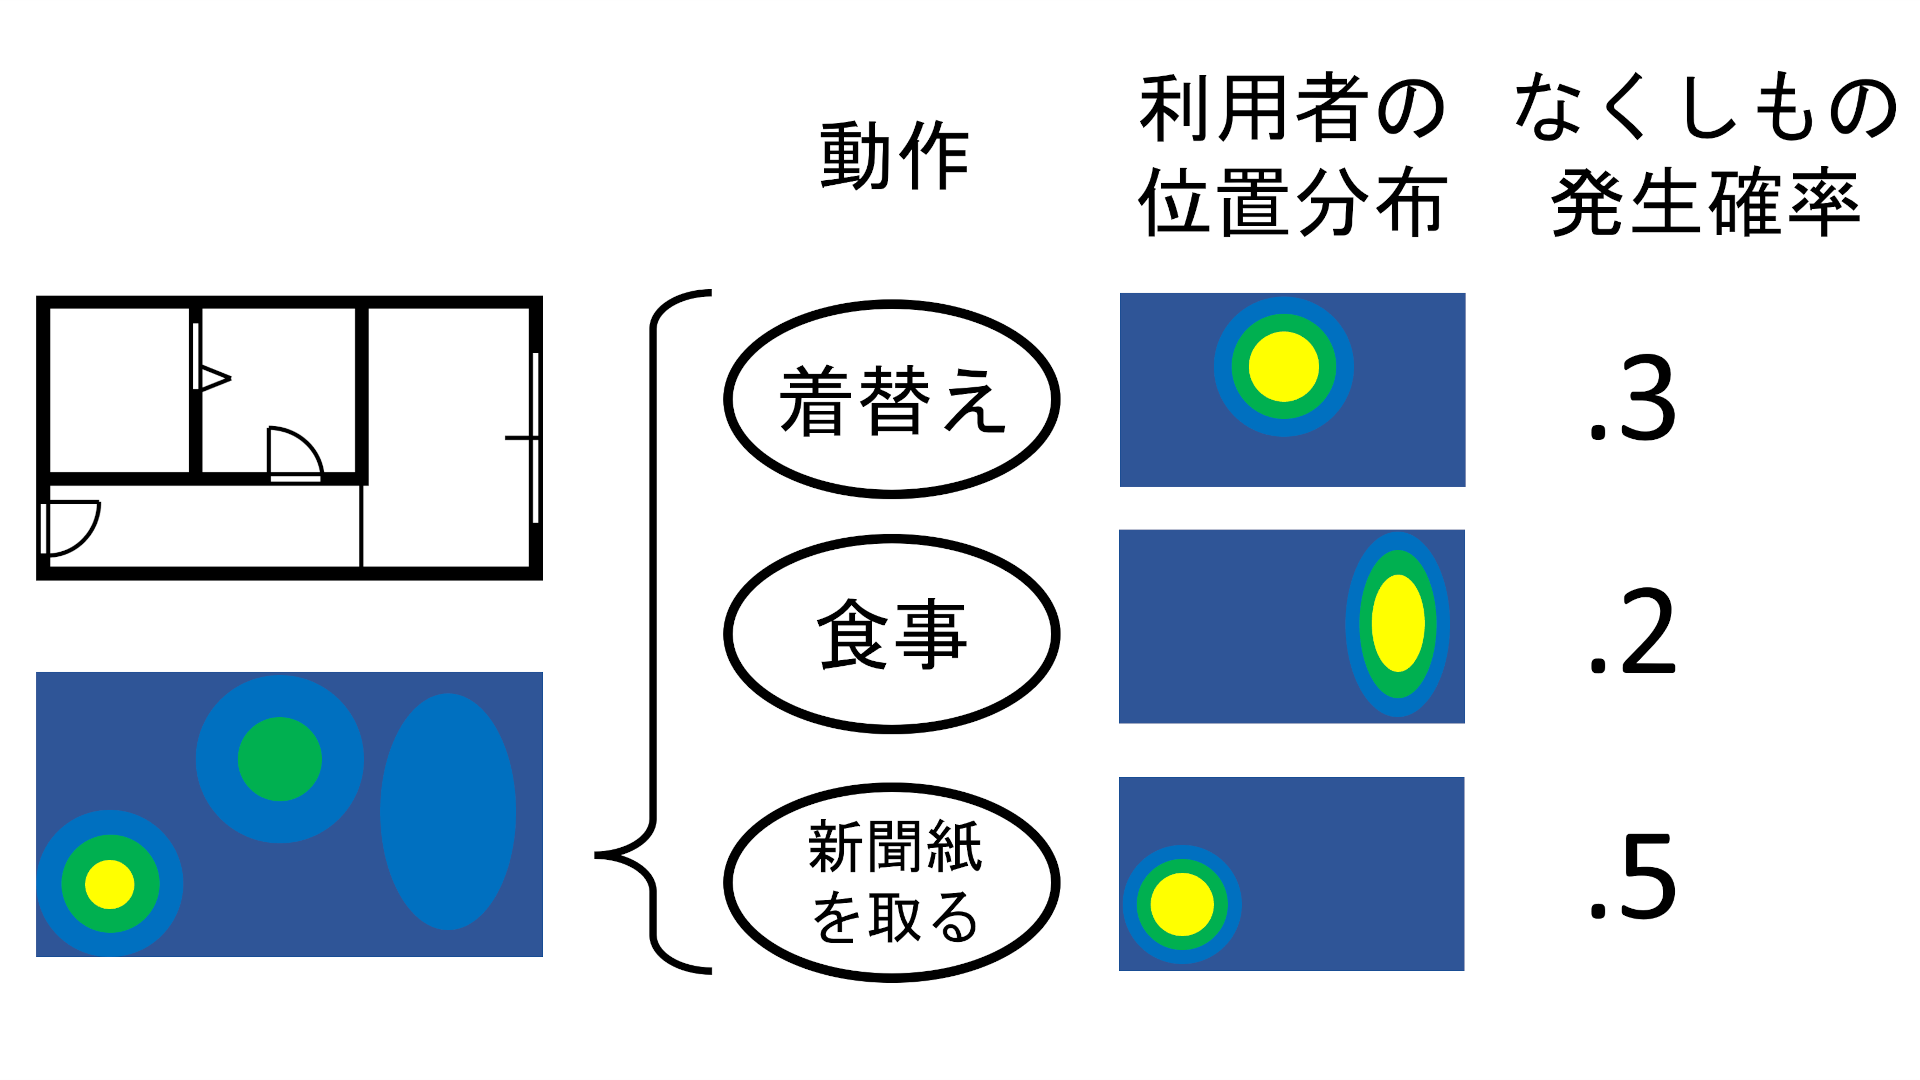 動作
利用者の
位置分布
なくしもの
発生確率
着替え
.3
食事
.2
新聞紙
を取る
.5